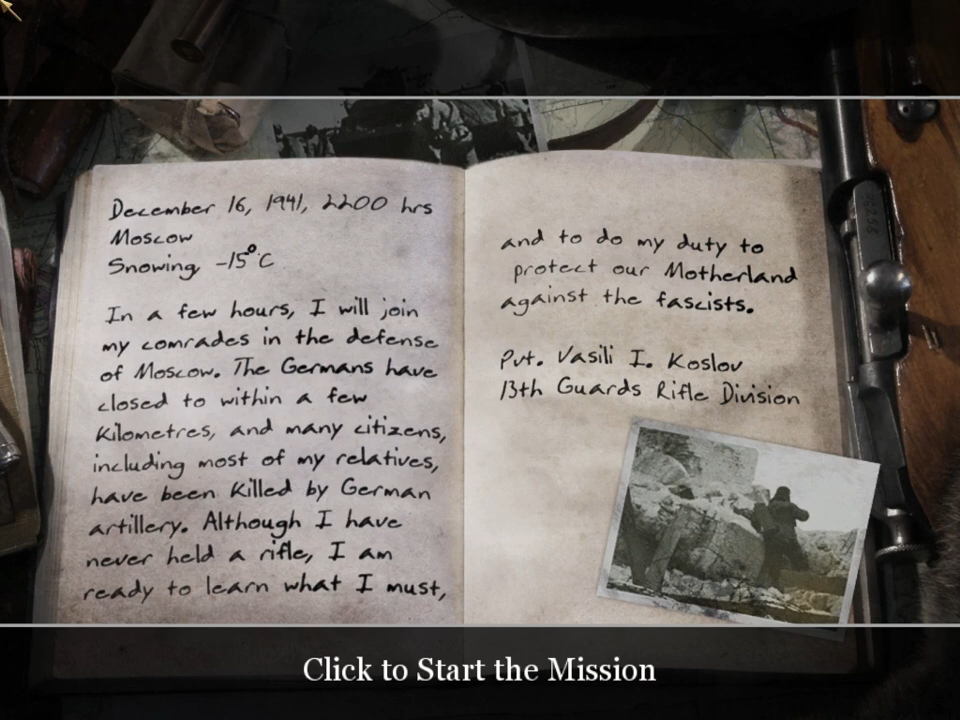 December 16, 1941, 2200 hrs
Moscow
Snowing -15°C
In a few hours, I will join
my comrades in the defense
of Moscow. The Germans have
closed to within a few
Kilometres, and many citizens,
including most of my relatives,
have been killed by German
artillery. Although I have
never held a rifle, I am
ready to learn what I must,
and to do my duty to
protect our Motherland
against the fascists.
Pvt. Vasili I. Koslov
13th Guards Rifle Division
Click to Start the Mission